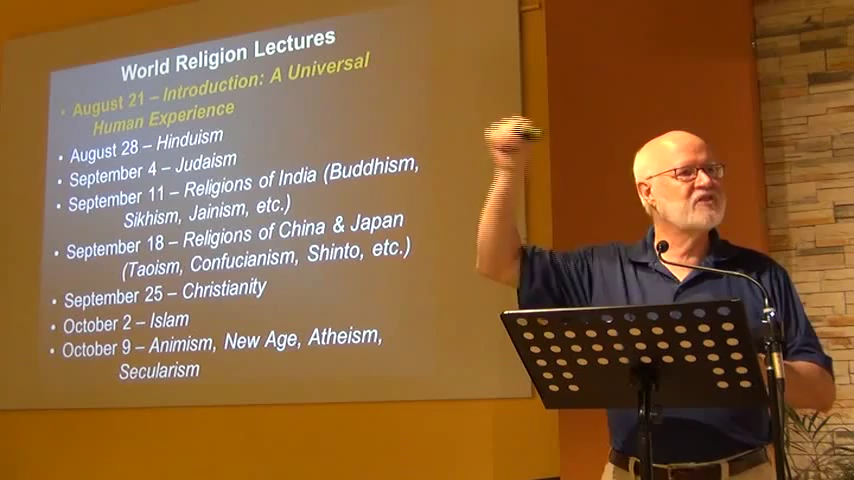 World Religion Lectures
• August 21 – Introduction: A Universal
Human Experience
• August 28 – Hinduism
• September 4 – Judaism
• September 11 – Religions of India (Buddhism,
Sikhism, Jainism, etc.)
• September 18 – Religions of China & Japan
(Taoism, Confucianism, Shinto, etc.)
• September 25 – Christianity
• October 2 – Islam
• October 9 – Animism, New Age, Atheism,
Secularism